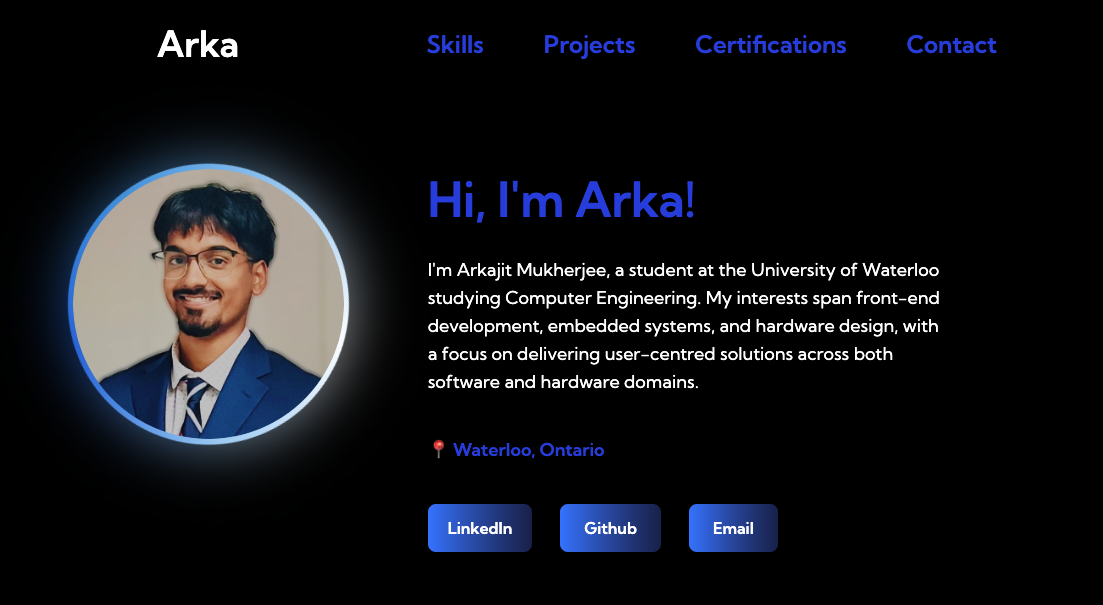 Arka
Skills
Projects
Certifications
Contact
Hi, I'm Arka!
I'm Arkajit Mukherjee, a student at the University of Waterloo
studying Computer Engineering. My interests span front-end
development, embedded systems, and hardware design, with
a focus on delivering user-centred solutions across both
software and hardware domains.
📍 Waterloo, Ontario
LinkedIn
Github
Email